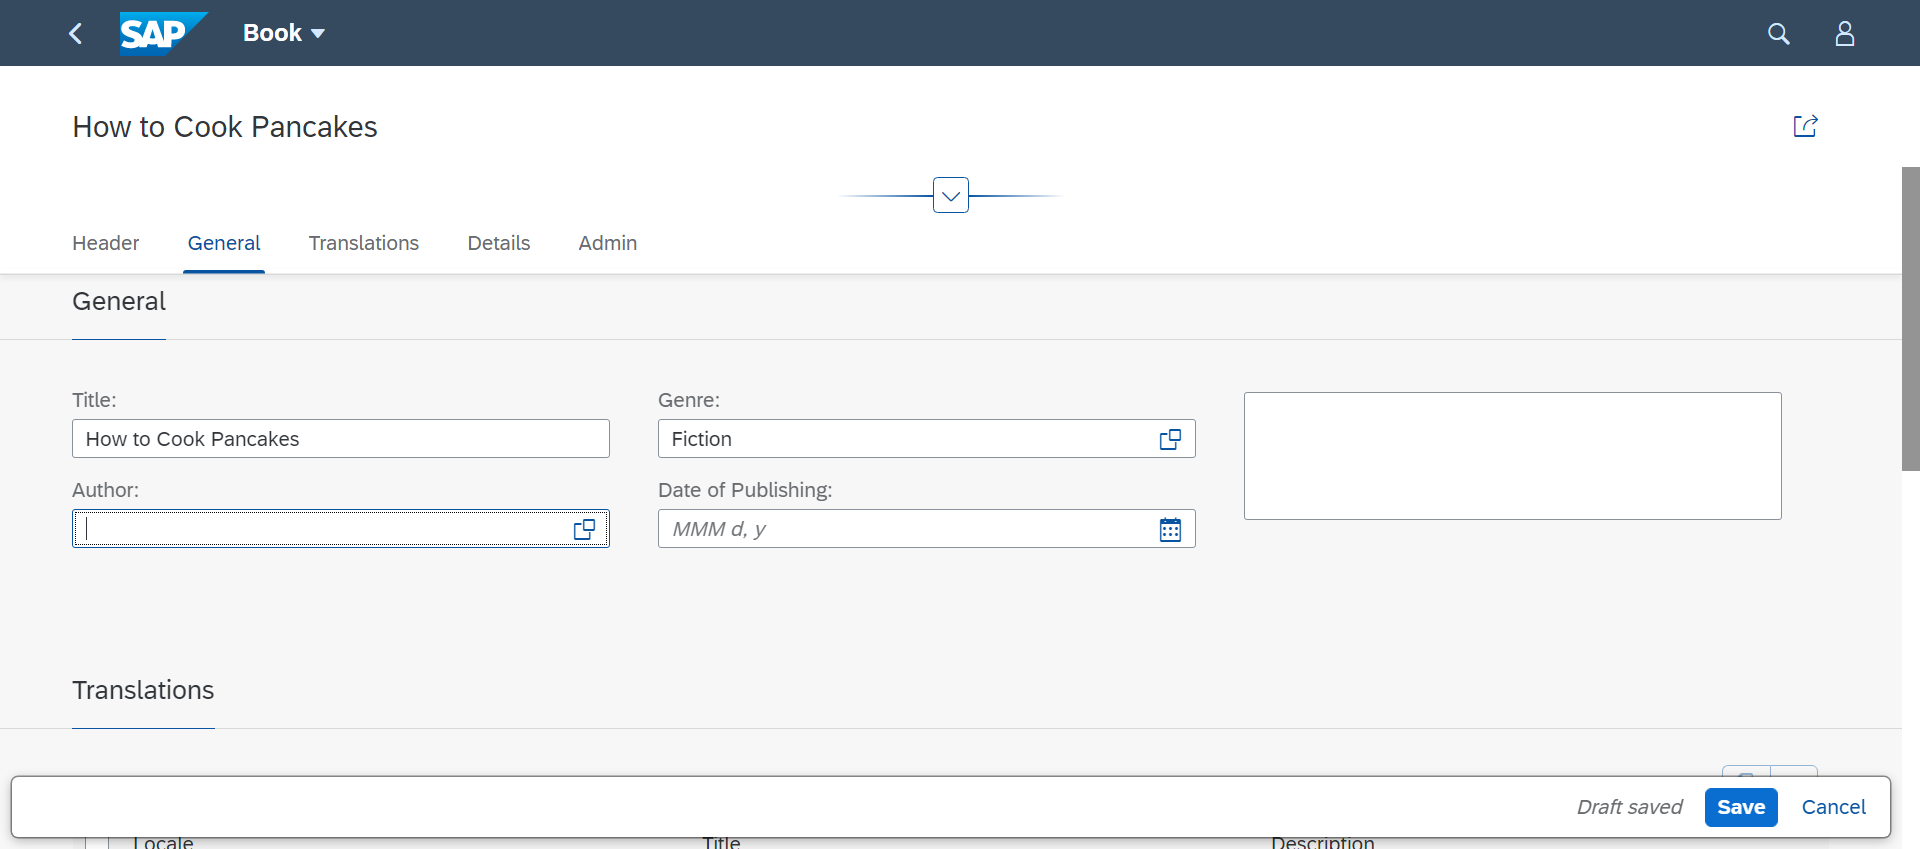 SAP Book
How to Cook Pancakes
Header General Translations Details Admin
General
Title: Genre:
How to Cook Pancakes Fiction
Author: Date of Publishing:
MMM d, y
Translations
Draft saved Save Cancel
Locale Title Description